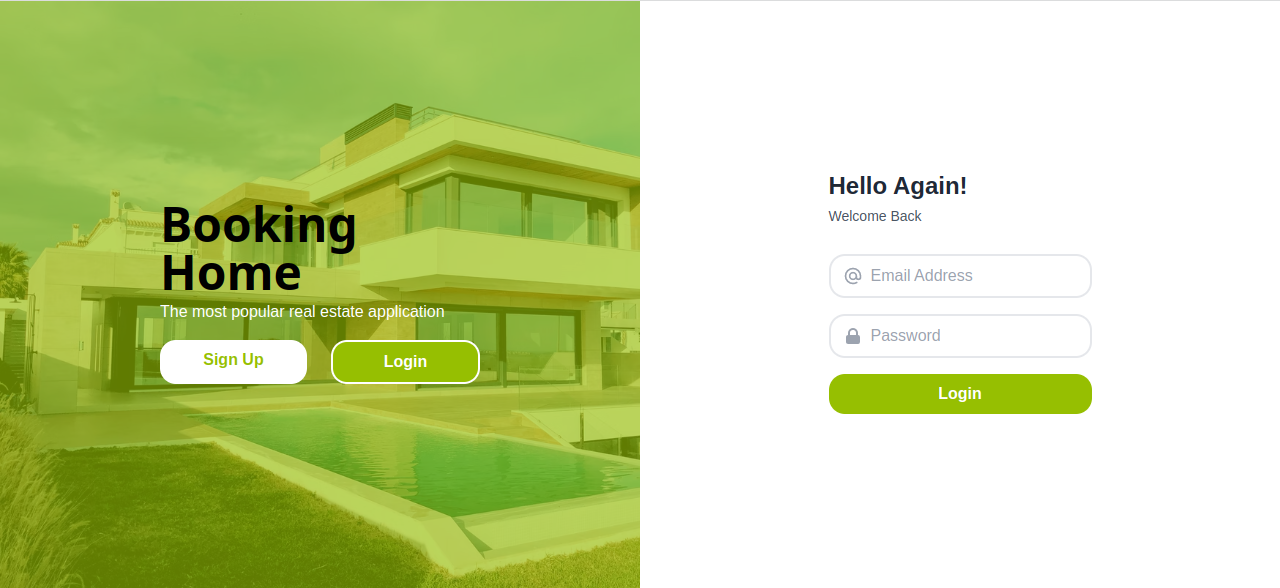 Booking
Home
The most popular real estate application
Sign Up
Login
Hello Again!
Welcome Back
Email Address
Password
Login